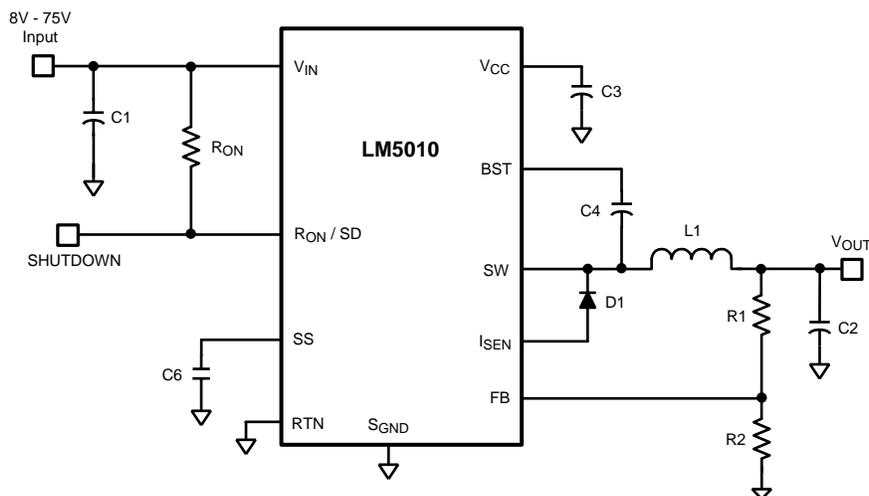 8V - 75V
Input
VIN
VCC
C3
C1
RON
LM5010
BST
C4
L1
VOUT
RON / SD
SHUTDOWN
SW
D1
R1
C2
ISEN
SS
C6
FB
RTN
SGND
R2